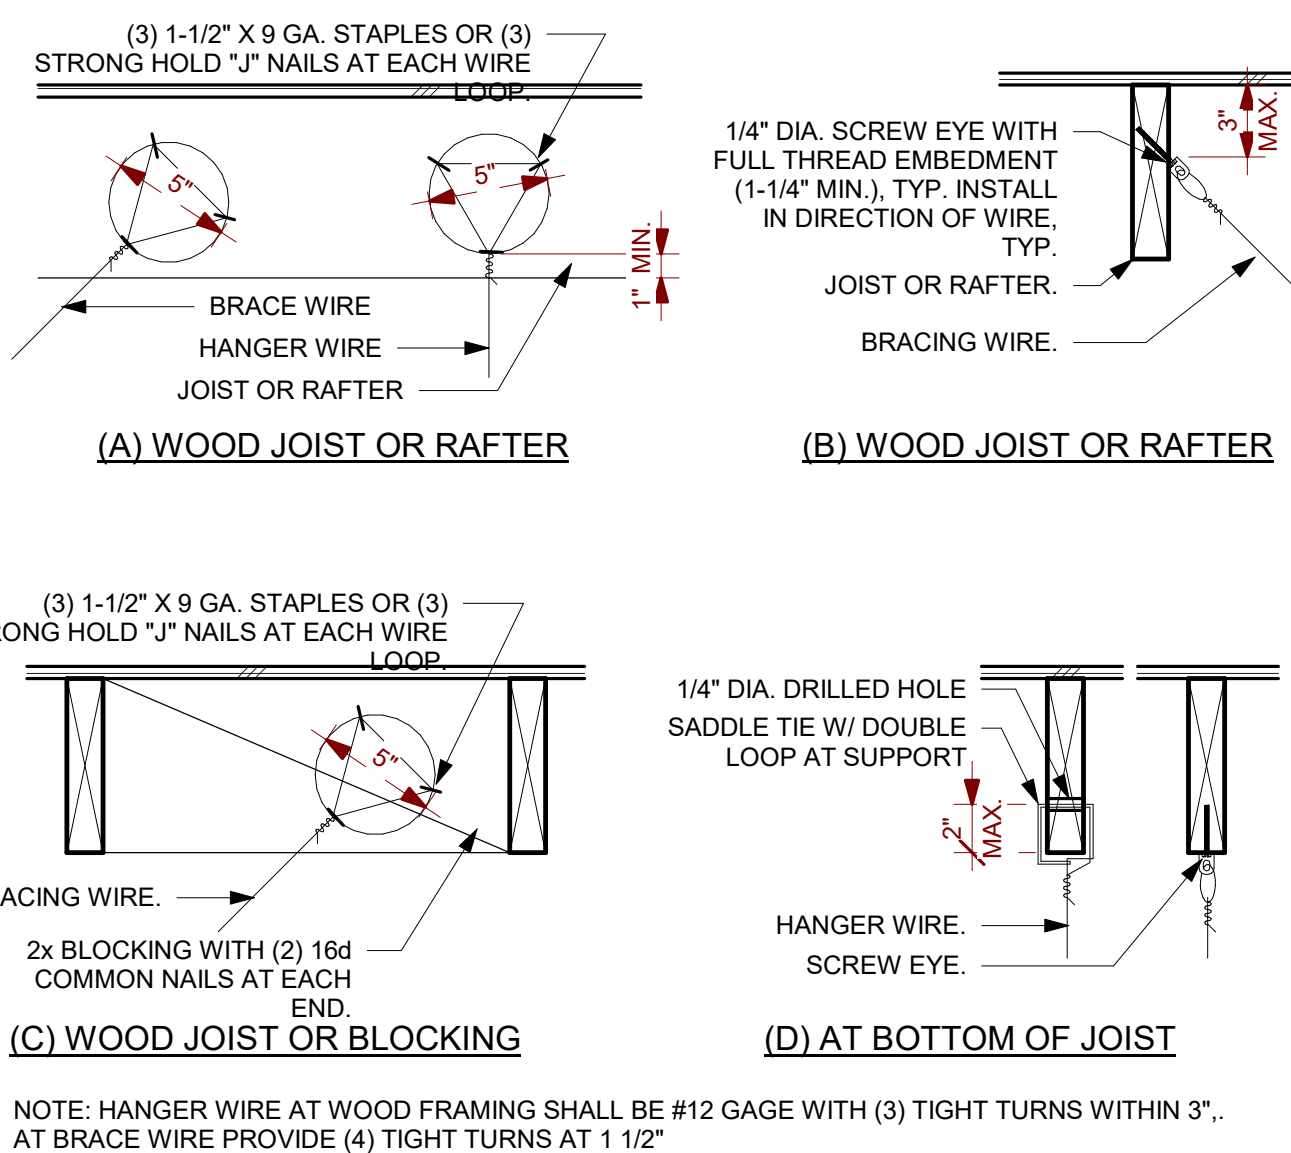 (3) 1-1/2" X 9 GA. STAPLES OR (3)
STRONG HOLD "J" NAILS AT EACH WIRE
LOOP.
5"
5"
1" MIN.
BRACE WIRE
HANGER WIRE
JOIST OR RAFTER
(A) WOOD JOIST OR RAFTER
1/4" DIA. SCREW EYE WITH
FULL THREAD EMBEDMENT
(1-1/4" MIN.), TYP. INSTALL
IN DIRECTION OF WIRE,
TYP.
3"
MAX.
JOIST OR RAFTER.
BRACING WIRE.
(B) WOOD JOIST OR RAFTER
(3) 1-1/2" X 9 GA. STAPLES OR (3)
RONG HOLD "J" NAILS AT EACH WIRE
LOOP.
5"
ACING WIRE.
2x BLOCKING WITH (2) 16d
COMMON NAILS AT EACH
END.
(C) WOOD JOIST OR BLOCKING
1/4" DIA. DRILLED HOLE
SADDLE TIE W/ DOUBLE
LOOP AT SUPPORT
2"
MAX.
HANGER WIRE.
SCREW EYE.
(D) AT BOTTOM OF JOIST
NOTE: HANGER WIRE AT WOOD FRAMING SHALL BE #12 GAGE WITH (3) TIGHT TURNS WITHIN 3",.
AT BRACE WIRE PROVIDE (4) TIGHT TURNS AT 1 1/2"